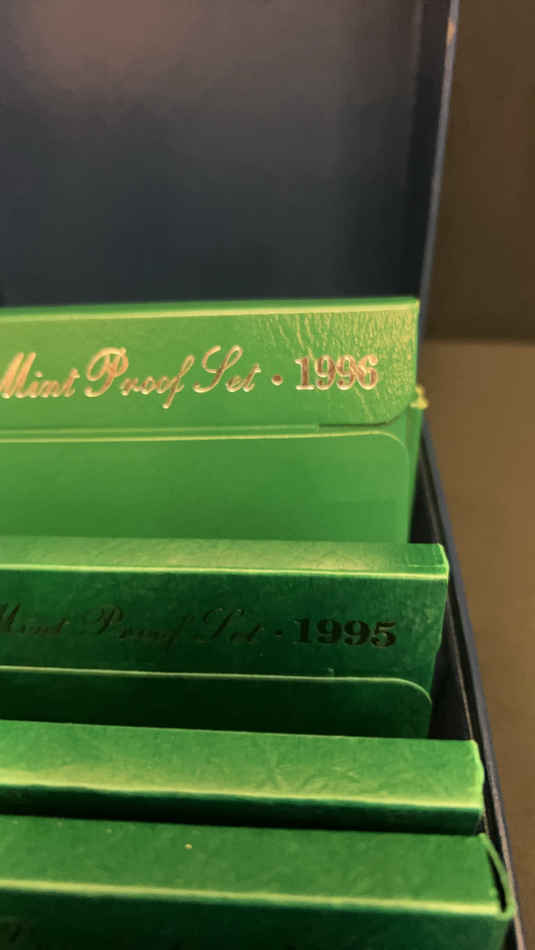 Mint Proof Set · 1996
Mint Proof Set · 1995